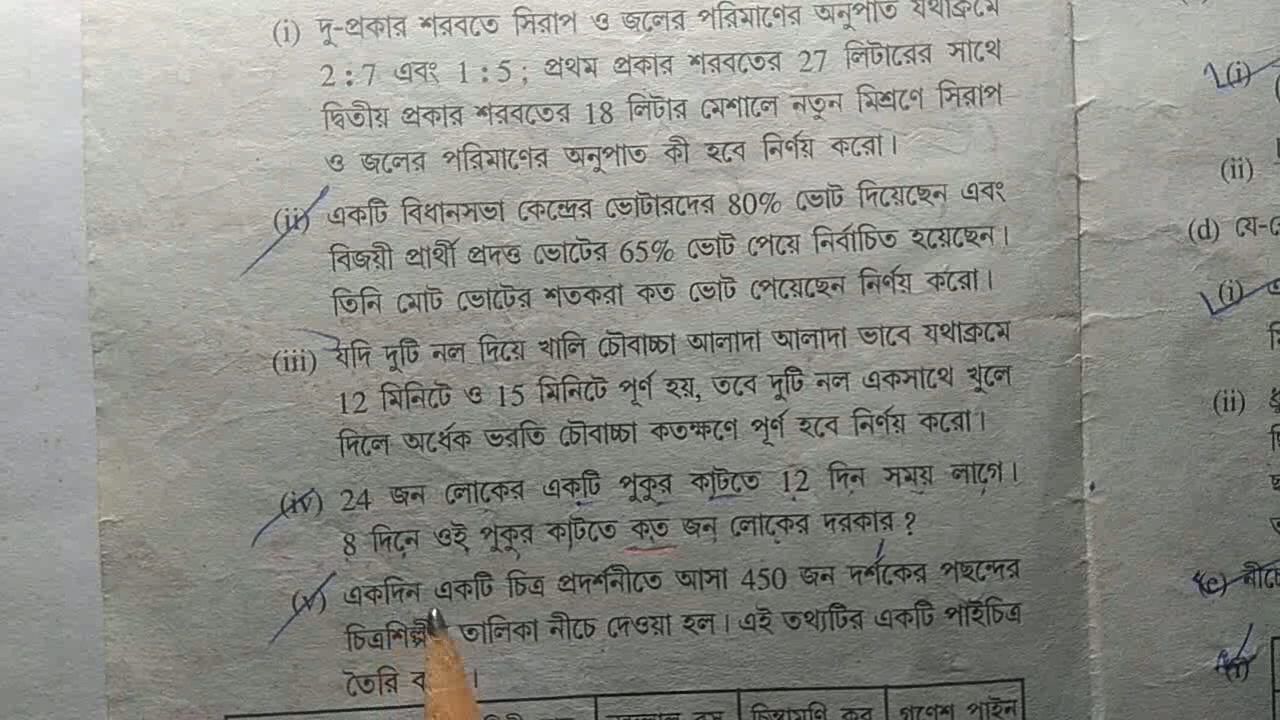 (i) দু-প্রকার শরবতে সিরাপ ও জলের পরিমাণের অনুপাত যথাক্রমে
2 : 7 এবং 1 : 5 ; প্রথম প্রকার শরবতের 27 লিটারের সাথে
দ্বিতীয় প্রকার শরবতের 18 লিটার মেশালে নতুন মিশ্রণে সিরাপ
ও জলের পরিমাণের অনুপাত কী হবে নির্ণয় করো।
(ii) একটি বিধানসভা কেন্দ্রের ভোটারদের 80% ভোট দিয়েছেন এবং
বিজয়ী প্রার্থী প্রদত্ত ভোটের 65% ভোট পেয়ে নির্বাচিত হয়েছেন।
তিনি মোট ভোটের শতকরা কত ভোট পেয়েছেন নির্ণয় করো।
(iii) যদি দুটি নল দিয়ে খালি চৌবাচ্চা আলাদা আলাদা ভাবে যথাক্রমে
12 মিনিটে ও 15 মিনিটে পূর্ণ হয়, তবে দুটি নল একসাথে খুলে
দিলে অর্ধেক ভরতি চৌবাচ্চা কতক্ষণে পূর্ণ হবে নির্ণয় করো।
(iv) 24 জন লোকের একটি পুকুর কাটতে 12 দিন সময় লাগে।
8 দিনে ওই পুকুর কাটতে কত জন লোকের দরকার ?
(v) একদিন একটি চিত্র প্রদর্শনীতে আসা 450 জন দর্শকের পছন্দের
তালিকা নীচে দেওয়া হল। এই তথ্যটির একটি পাইচিত্র
তৈরি
গণেশ পাইন
(i)
(ii)
(d) যে-
(i)
(ii)
(e) নীচে
(i)